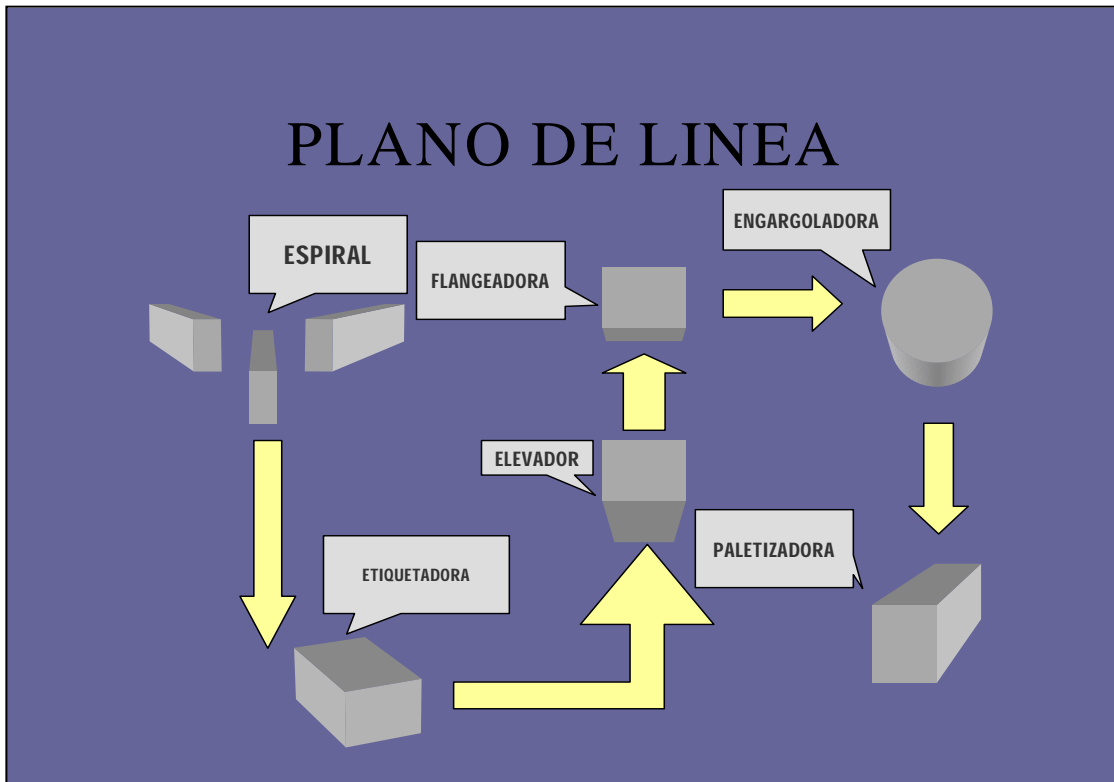 PLANO DE LINEA
ESPIRAL
FLANGEADORA
ENGARGOLADORA
ELEVADOR
ETIQUETADORA
PALETIZADORA